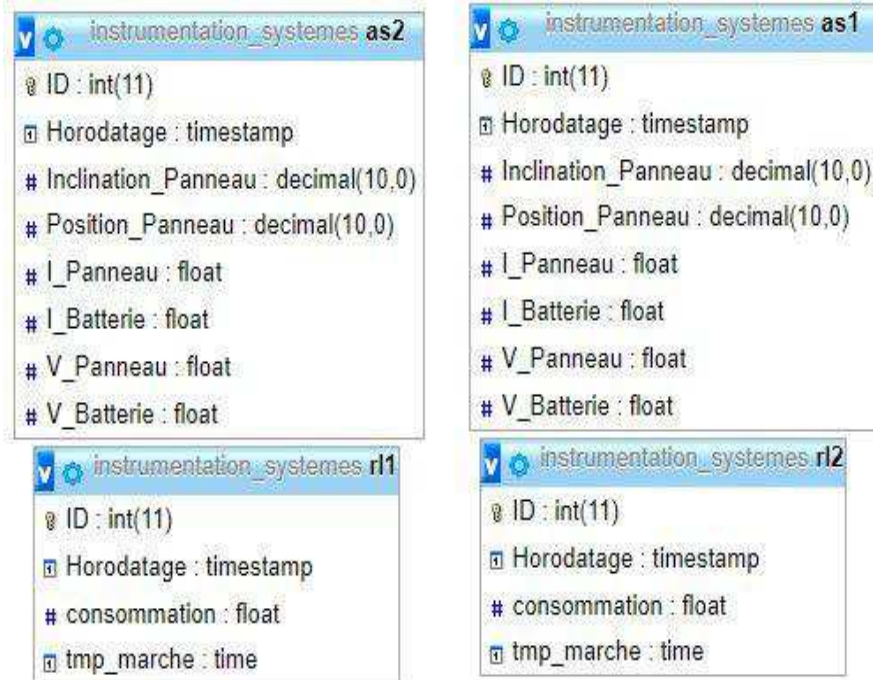 instrumentation_systemes as2
ID : int(11)
Horodatage : timestamp
# Inclination_Panneau : decimal(10,0)
# Position_Panneau : decimal(10,0)
# I_Panneau : float
# I_Batterie : float
# V_Panneau : float
# V_Batterie : float
instrumentation_systemes as1
ID : int(11)
Horodatage : timestamp
# Inclination_Panneau : decimal(10,0)
# Position_Panneau : decimal(10,0)
# I_Panneau : float
# I_Batterie : float
# V_Panneau : float
# V_Batterie : float
instrumentation_systemes rl1
ID : int(11)
Horodatage : timestamp
# consommation : float
tmp_marche : time
instrumentation_systemes rl2
ID : int(11)
Horodatage : timestamp
# consommation : float
tmp_marche : time